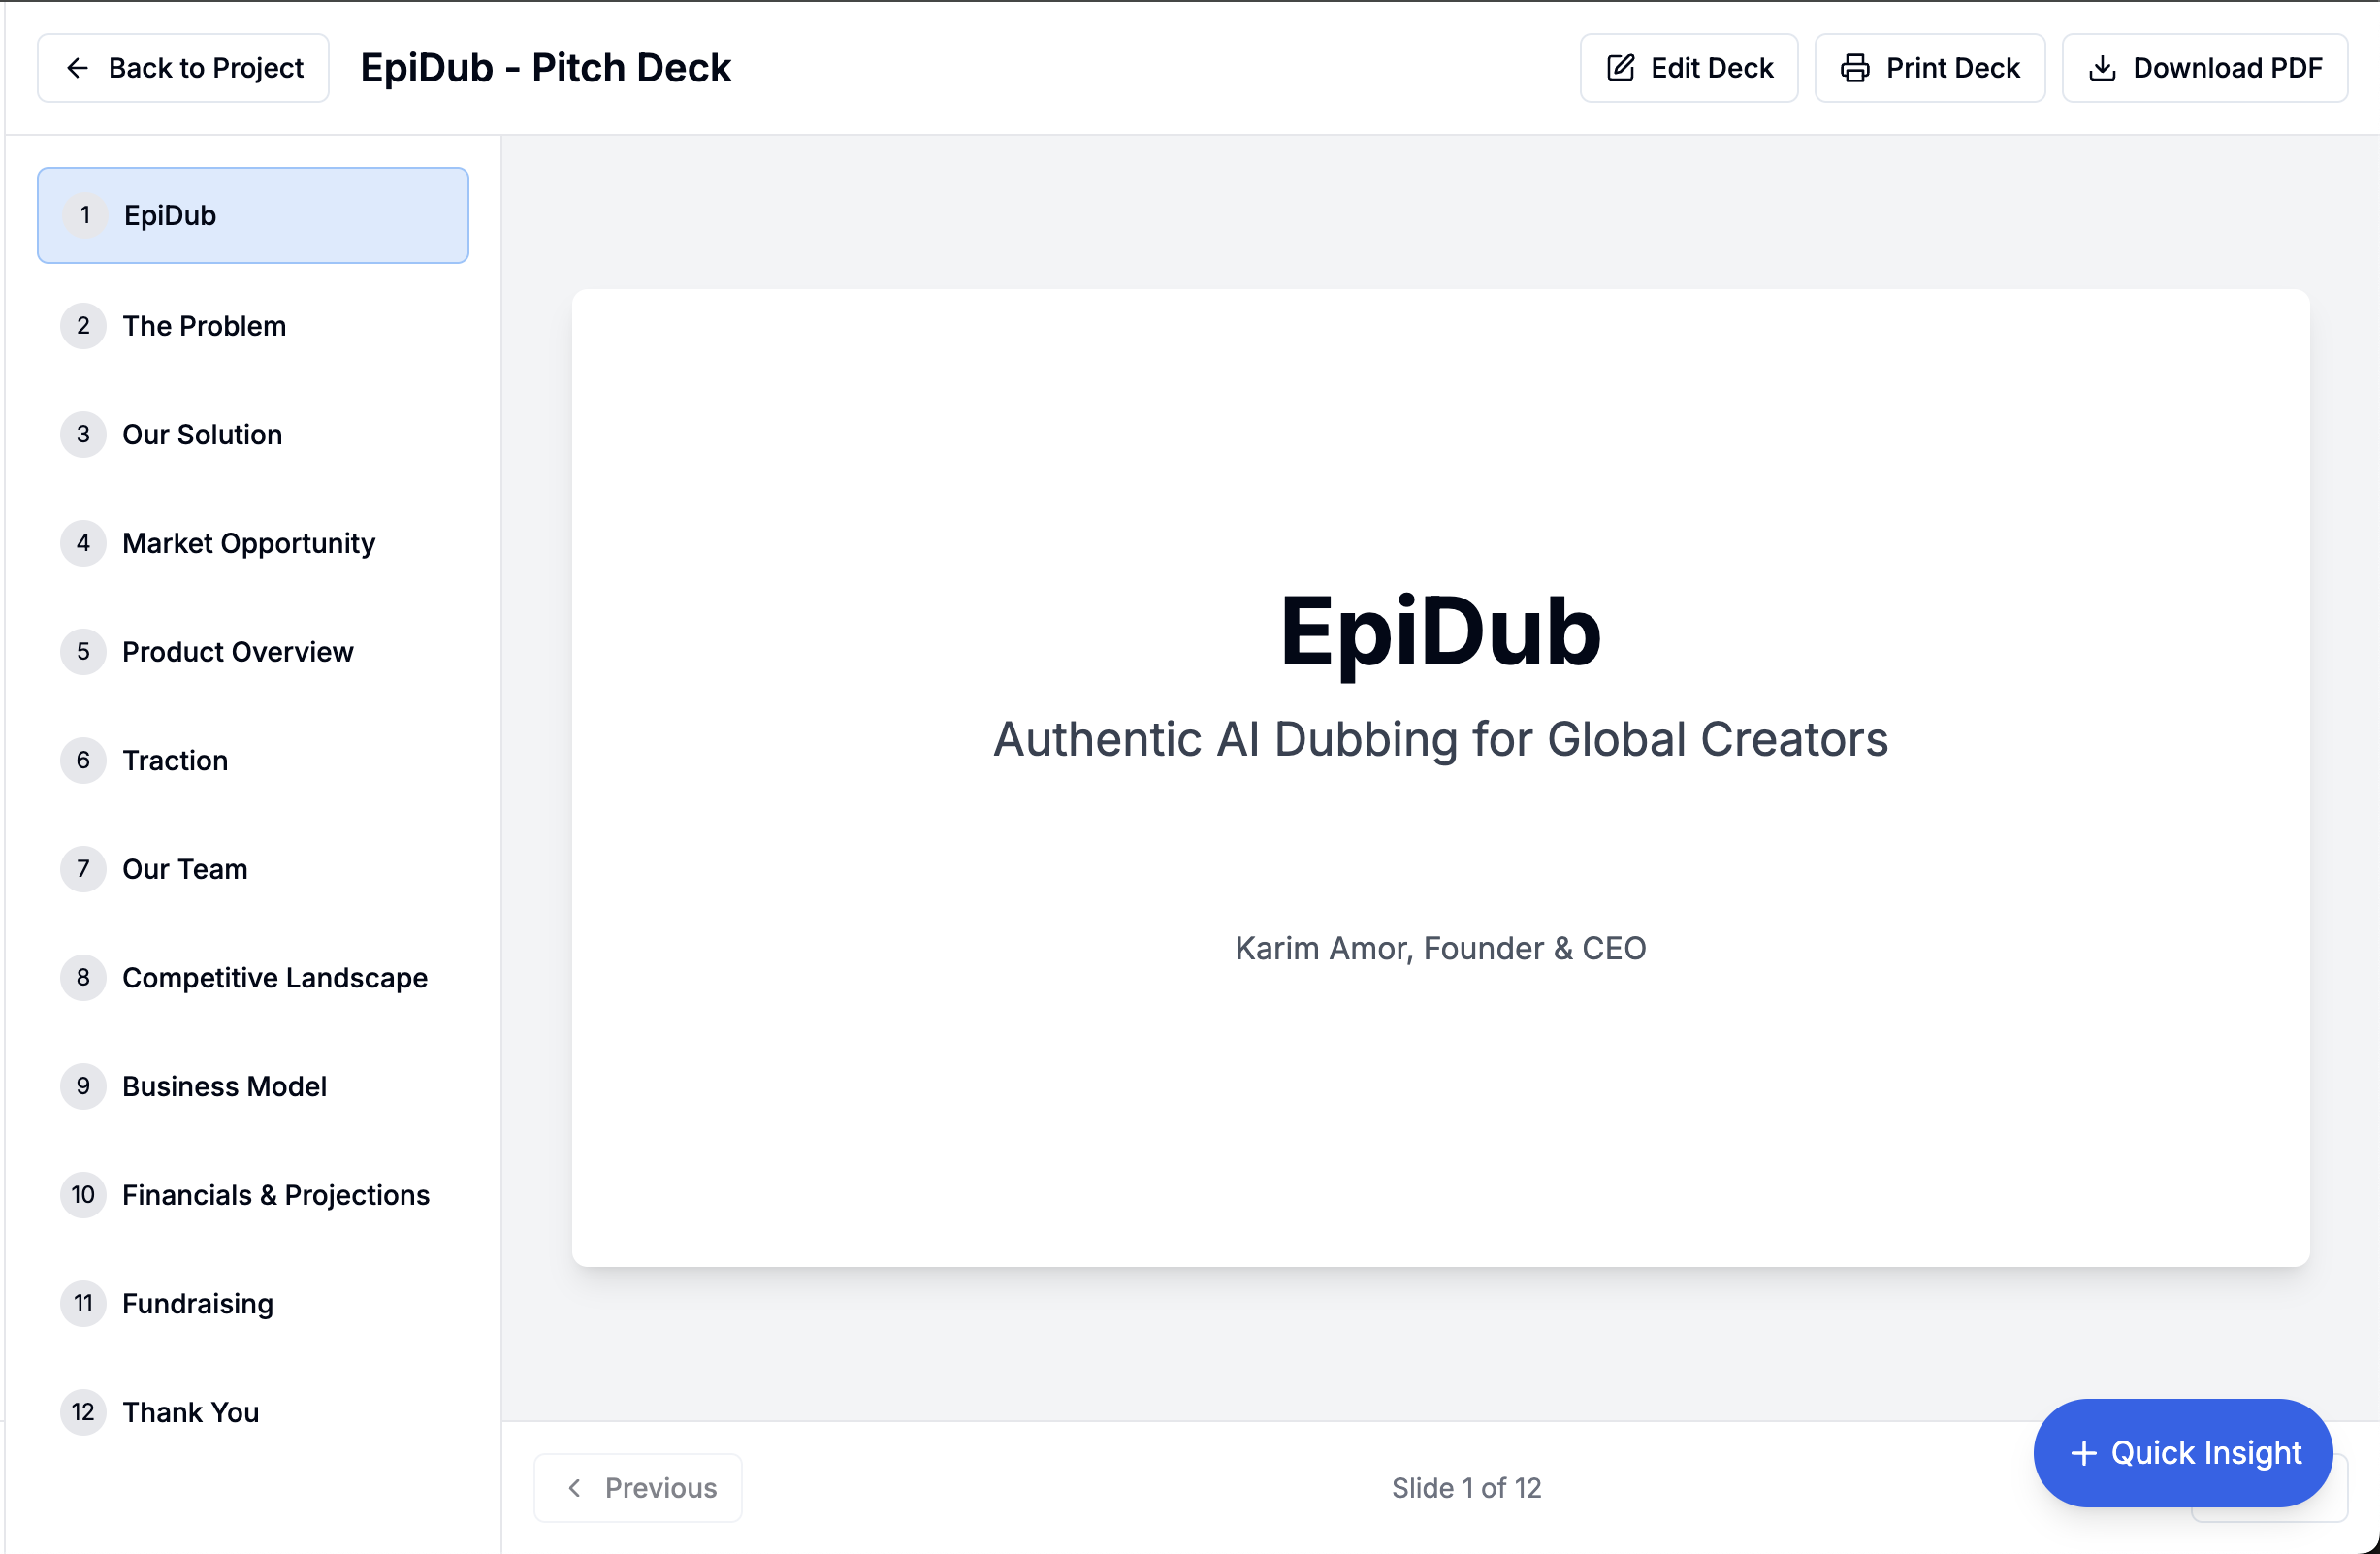 Back to Project
EpiDub - Pitch Deck
Edit Deck
Print Deck
Download PDF
1 EpiDub
2 The Problem
3 Our Solution
4 Market Opportunity
5 Product Overview
6 Traction
7 Our Team
8 Competitive Landscape
9 Business Model
10 Financials & Projections
11 Fundraising
12 Thank You
EpiDub
Authentic AI Dubbing for Global Creators
Karim Amor, Founder & CEO
Previous
Slide 1 of 12
+ Quick Insight